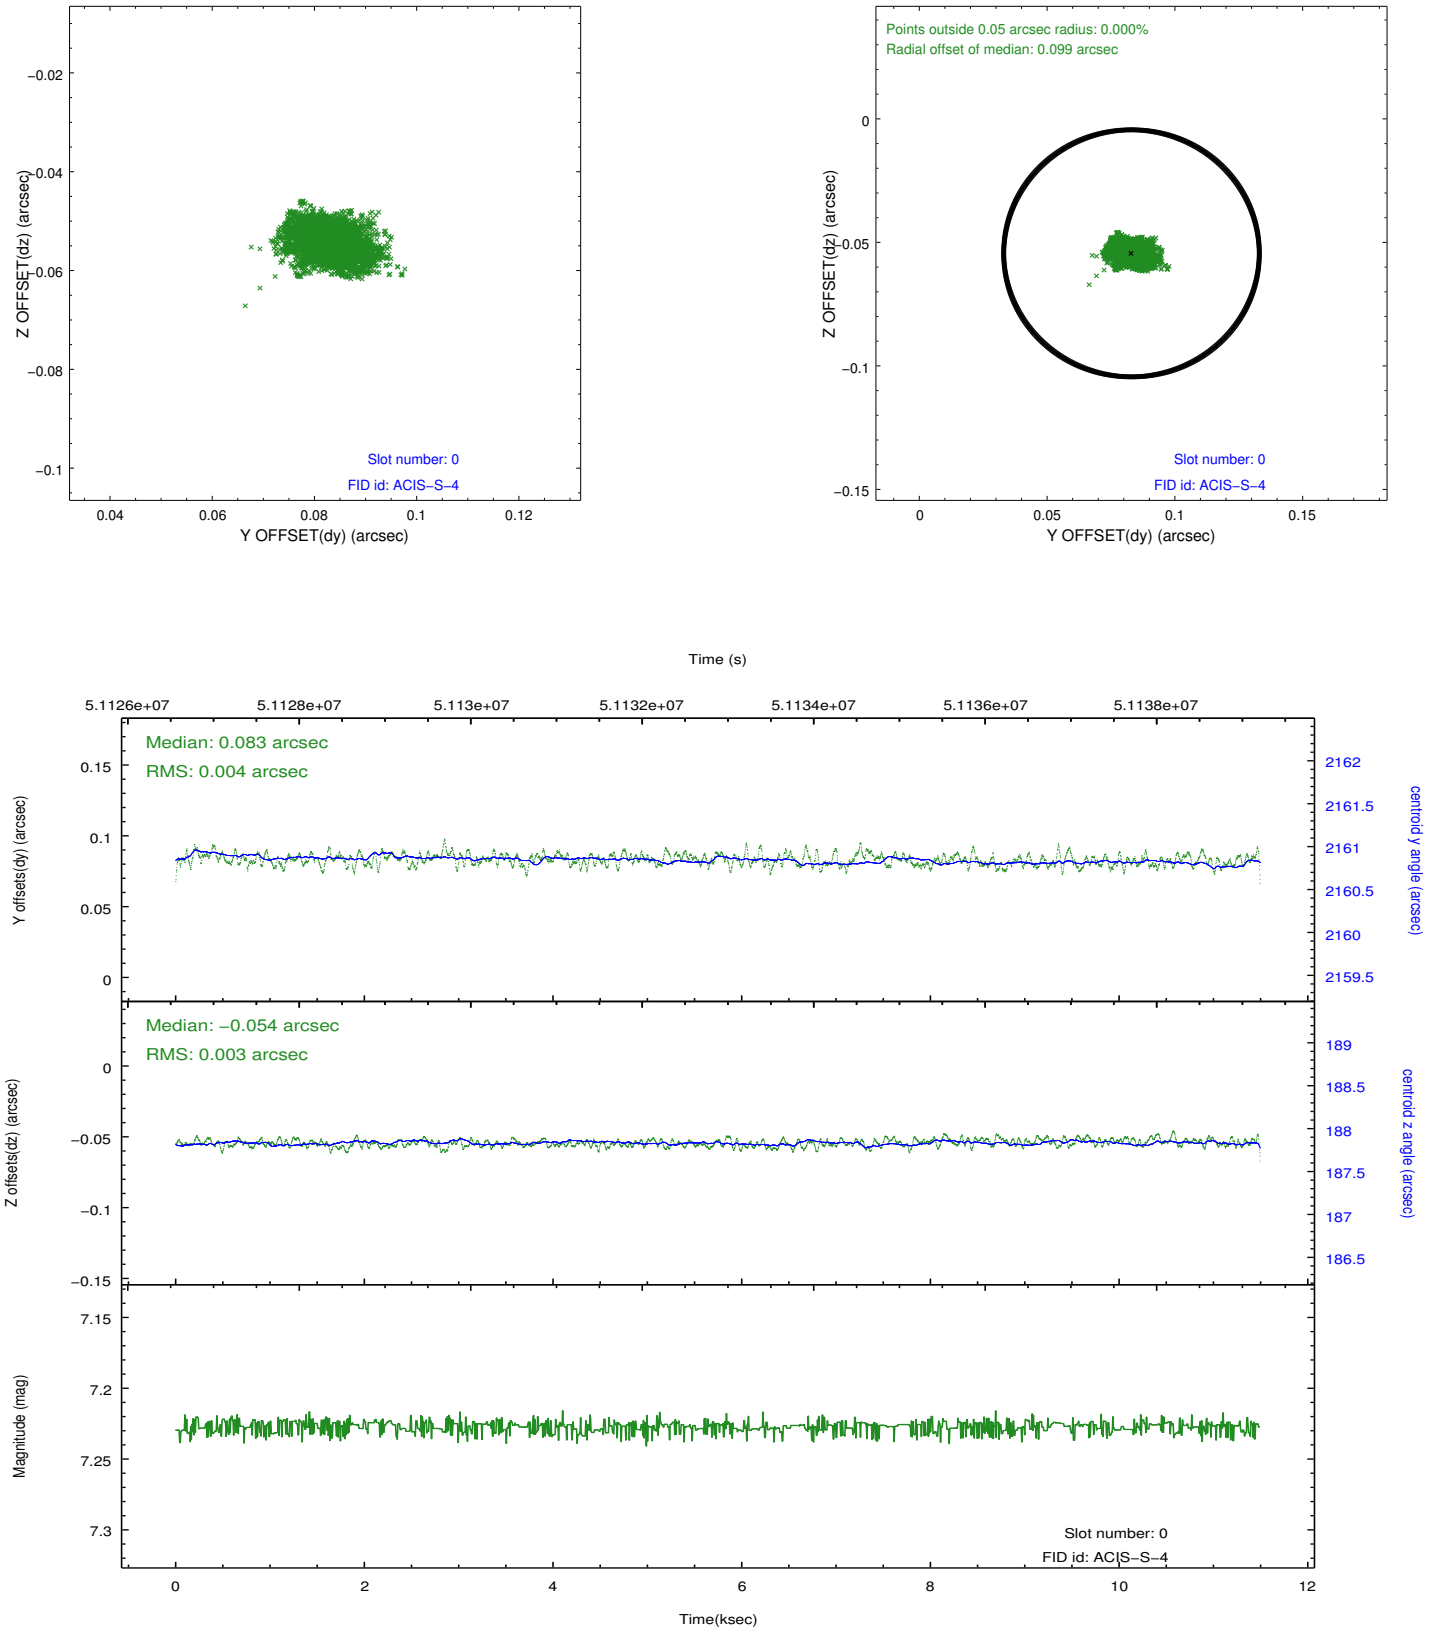 −0.02
−0.04
−0.06
−0.08
−0.1
Z OFFSET(dz) (arcsec)
Slot number: 0
FID id: ACIS−S−4
0.04 0.06 0.08 0.1 0.12
Y OFFSET(dy) (arcsec)
Points outside 0.05 arcsec radius: 0.000%
Radial offset of median: 0.099 arcsec
0
−0.05
−0.1
−0.15
Z OFFSET(dz) (arcsec)
Slot number: 0
FID id: ACIS−S−4
0 0.05 0.1 0.15
Y OFFSET(dy) (arcsec)
Time (s)
5.1126e+07 5.1128e+07 5.113e+07 5.1132e+07 5.1134e+07 5.1136e+07 5.1138e+07
Median: 0.083 arcsec
RMS: 0.004 arcsec
0.15
0.1
0.05
0
Y offsets(dy) (arcsec)
2162
2161.5
2161
2160.5
2160
2159.5
centroid y angle (arcsec)
Median: −0.054 arcsec
RMS: 0.003 arcsec
0
−0.05
−0.1
−0.15
Z offsets(dz) (arcsec)
189
188.5
188
187.5
187
186.5
centroid z angle (arcsec)
7.15
7.2
7.25
7.3
Magnitude (mag)
Slot number: 0
FID id: ACIS−S−4
0 2 4 6 8 10 12
Time(ksec)